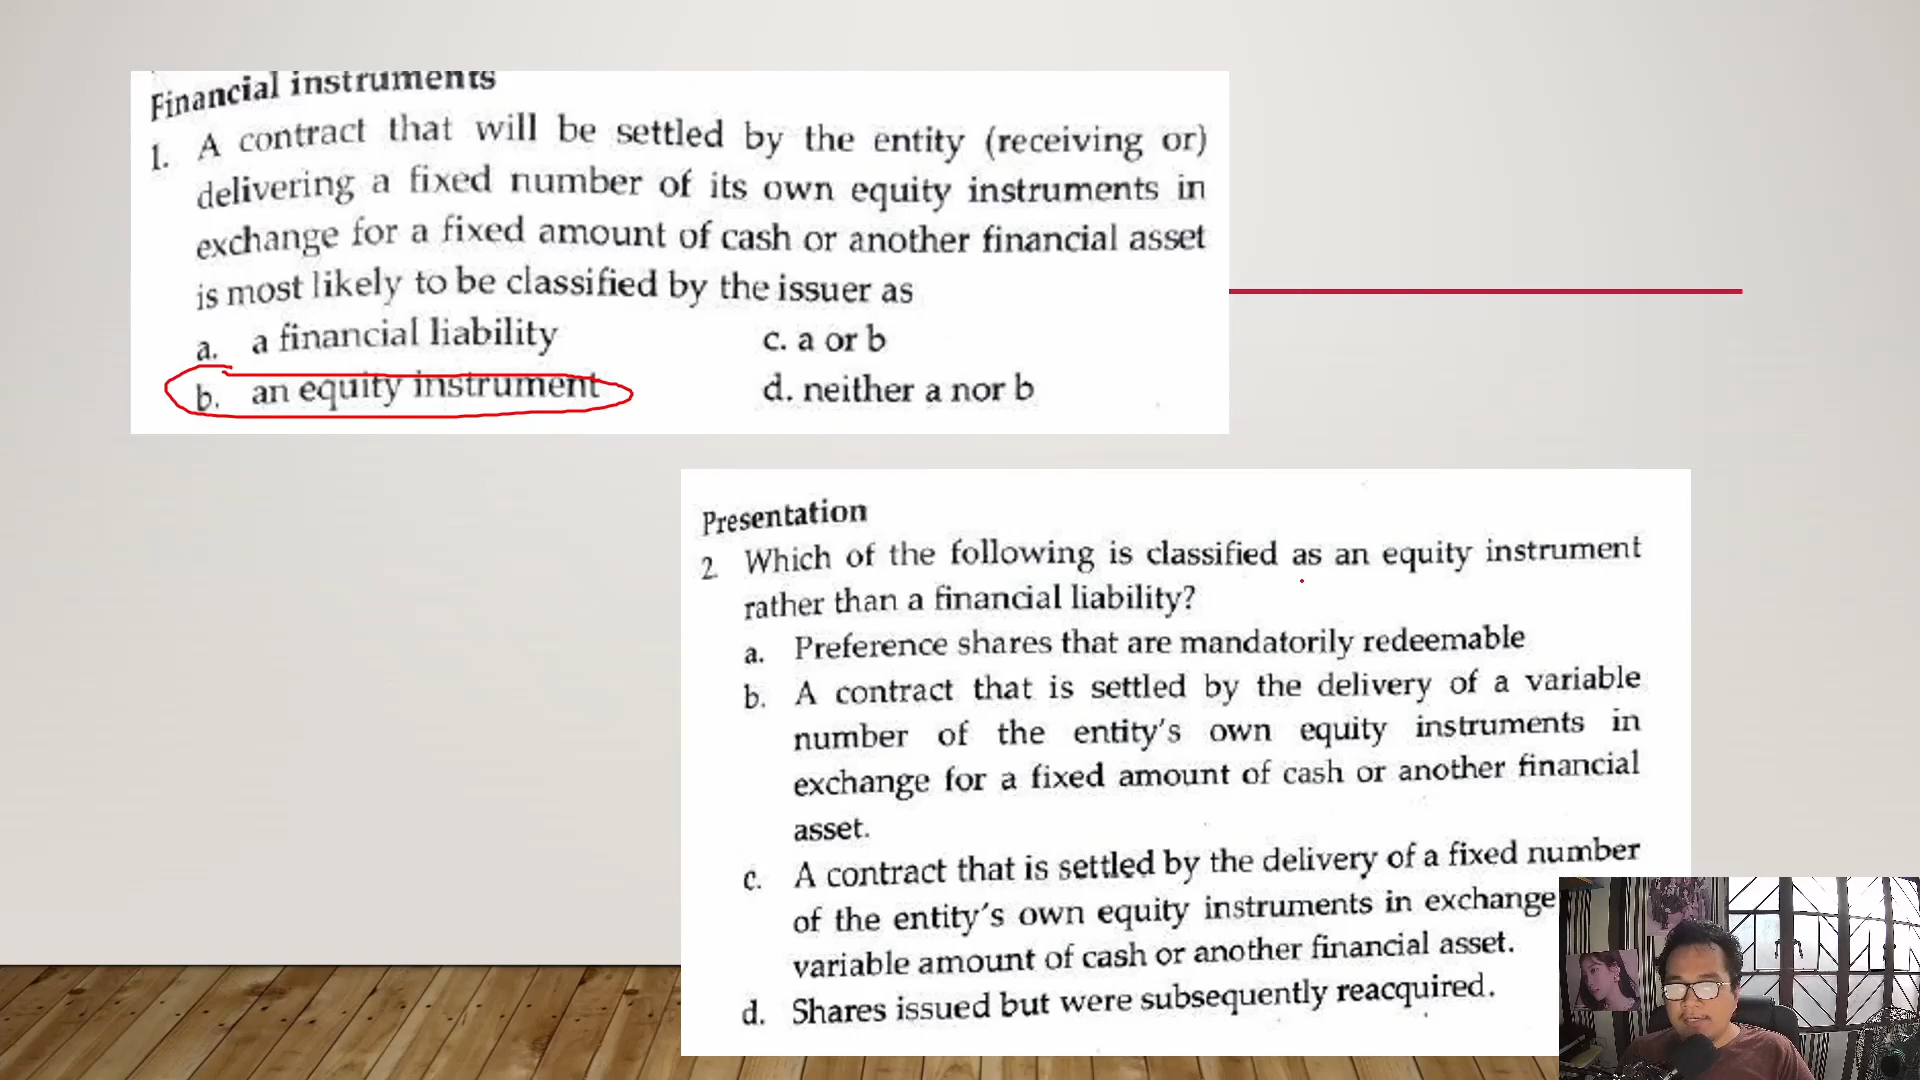 Financial instruments
1. A contract that will be settled by the entity (receiving or)
delivering a fixed number of its own equity instruments in
exchange for a fixed amount of cash or another financial asset
is most likely to be classified by the issuer as
a. a financial liability
c. a or b
b. an equity instrument
d. neither a nor b
Presentation
2 Which of the following is classified as an equity instrument
rather than a financial liability?
a. Preference shares that are mandatorily redeemable
b. A contract that is settled by the delivery of a variable
number of the entity's own equity instruments in
exchange for a fixed amount of cash or another financial
asset.
c. A contract that is settled by the delivery of a fixed number
of the entity's own equity instruments in exchange
variable amount of cash or another financial asset.
d. Shares issued but were subsequently reacquired.